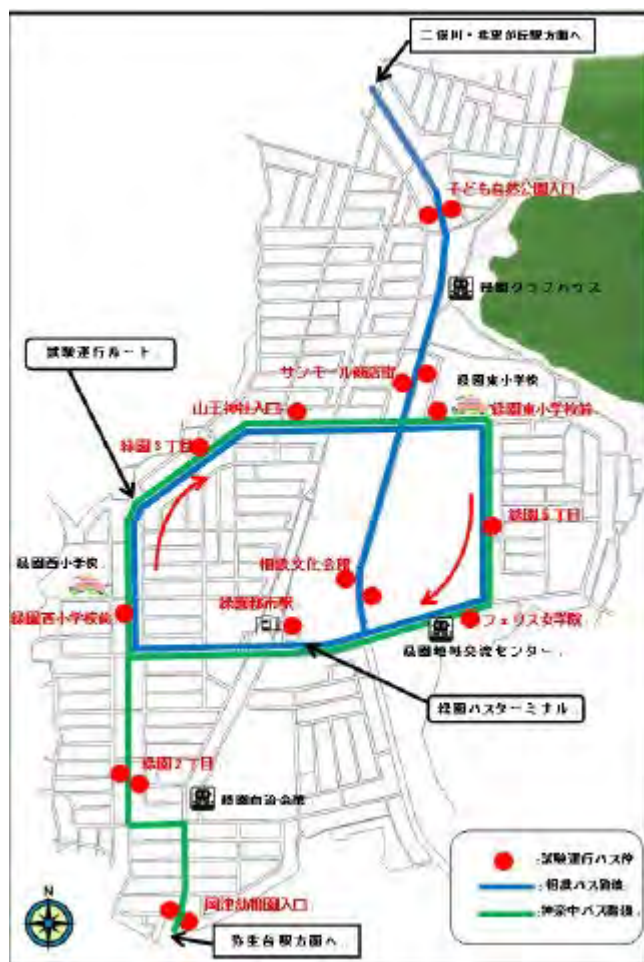 二俣川・希望が丘駅方面へ
子ども自然公園入口
緑園クラブハウス
試験運行ルート
サンモール商店街
緑園東小学校
山王神社入口
緑園東小学校前
緑園3丁目
緑園5丁目
緑園西小学校
相鉄文化会館
緑園都市駅
緑園西小学校前
フェリス女学院
緑園地域交流センター
緑園バスターミナル
緑園2丁目
緑園自治会館
:試験運行バス停
:相鉄バス路線
:神奈中バス路線
N
岡津幼稚園入口
弥生台駅方面へ